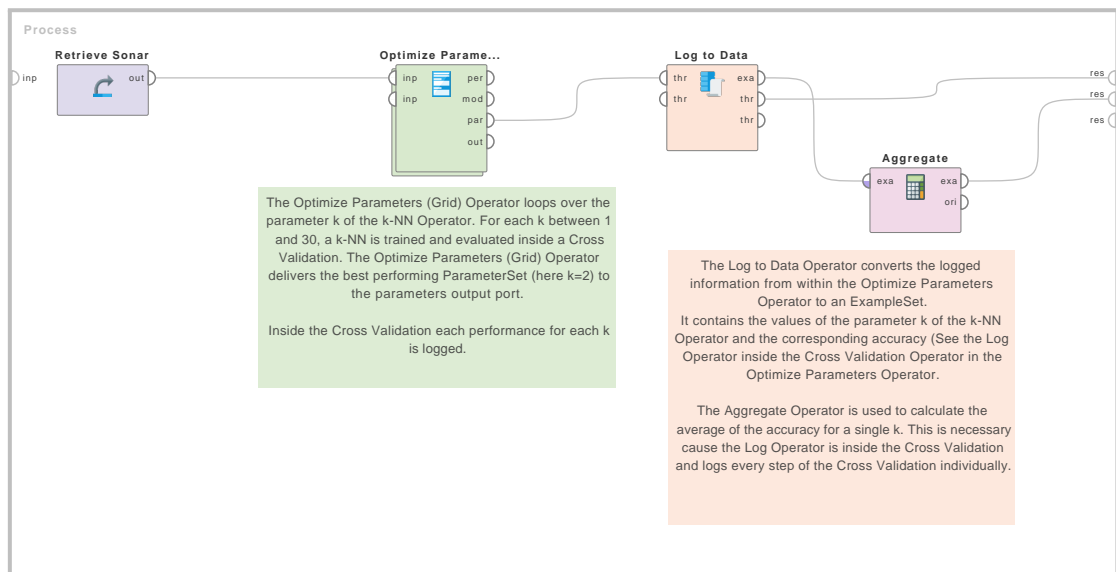 Process
Retrieve Sonar
Optimize Parame...
Log to Data
inp
out
inp
per
inp
mod
par
out
thr
exa
thr
thr
thr
res
res
res
Aggregate
exa
exa
ori
The Optimize Parameters (Grid) Operator loops over the
parameter k of the k-NN Operator. For each k between 1
and 30, a k-NN is trained and evaluated inside a Cross
Validation. The Optimize Parameters (Grid) Operator
delivers the best performing ParameterSet (here k=2) to
the parameters output port.
Inside the Cross Validation each performance for each k
is logged.
The Log to Data Operator converts the logged
information from within the Optimize Parameters
Operator to an ExampleSet.
It contains the values of the parameter k of the k-NN
Operator and the corresponding accuracy (See the Log
Operator inside the Cross Validation Operator in the
Optimize Parameters Operator.
The Aggregate Operator is used to calculate the
average of the accuracy for a single k. This is necessary
cause the Log Operator is inside the Cross Validation
and logs every step of the Cross Validation individually.